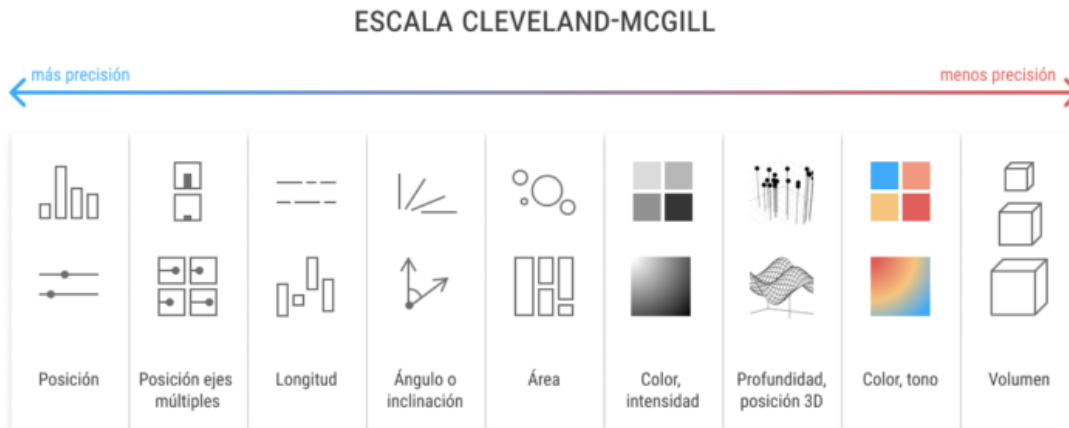 ESCALA CLEVELAND-MCGILL
más precisión
menos precisión
Posición
Posición ejes
múltiples
Longitud
Ángulo o
inclinación
Área
Color,
intensidad
Profundidad,
posición 3D
Color, tono
Volumen